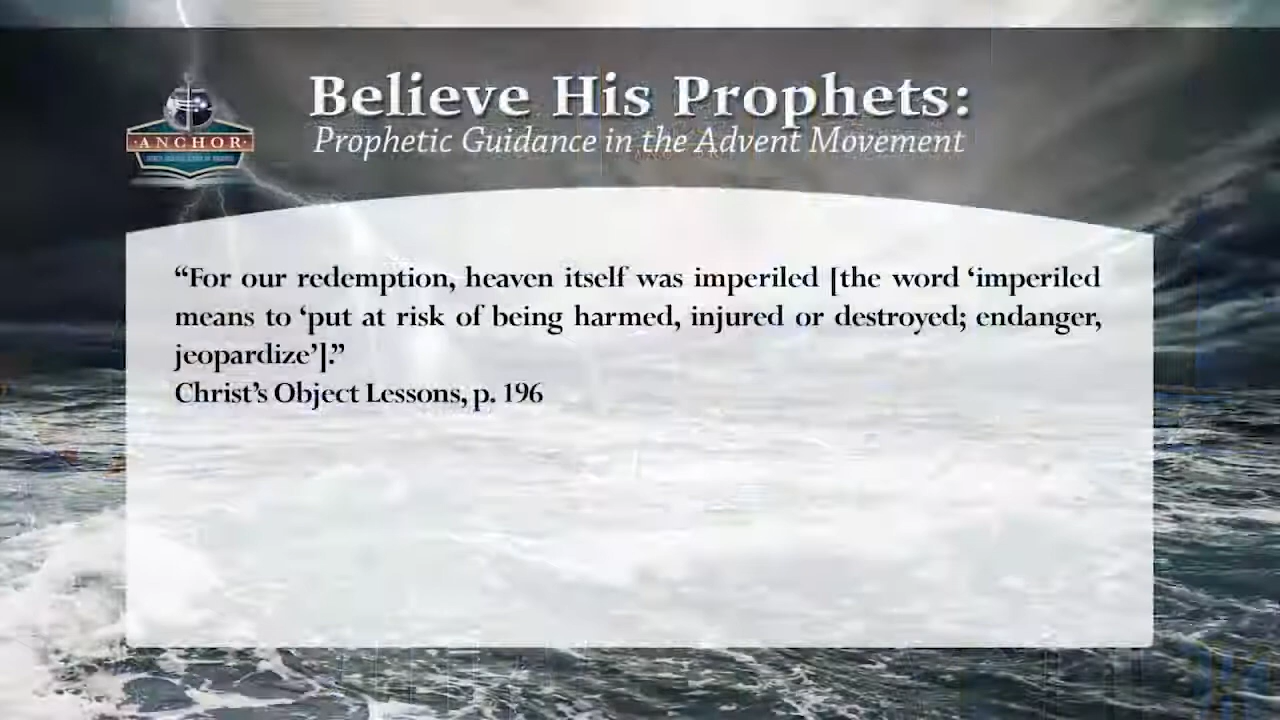 Believe His Prophets:
Prophetic Guidance in the Advent Movement
·ANCHOR·
“For our redemption, heaven itself was imperiled [the word ‘imperiled
means to ‘put at risk of being harmed, injured or destroyed; endanger,
jeopardize’].”
Christ’s Object Lessons, p. 196